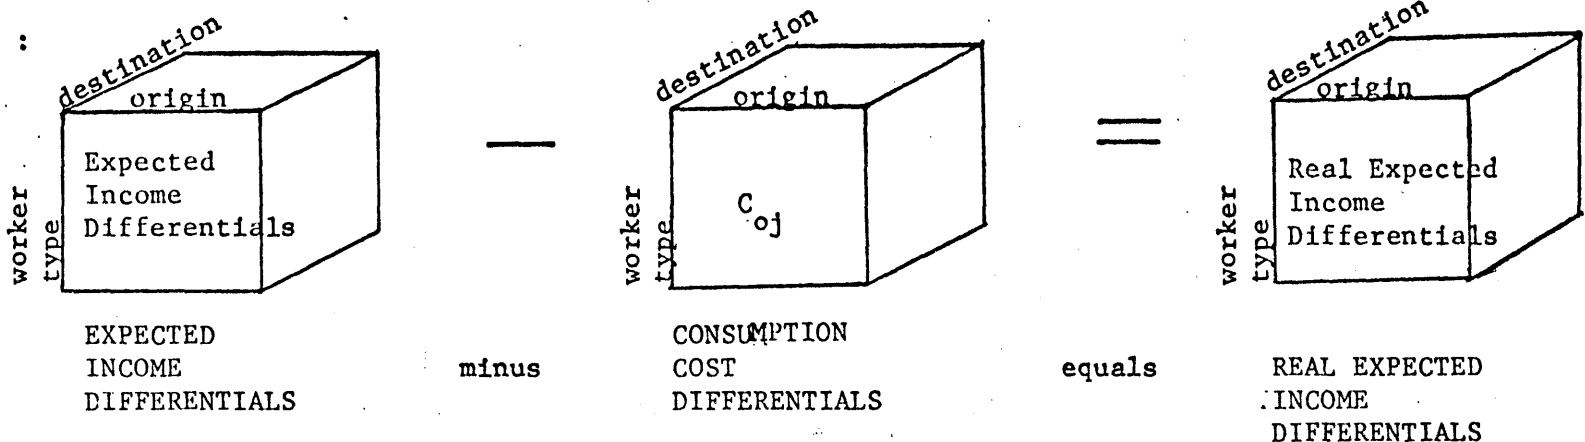 destination
origin
worker
type
Expected
Income
Differentials
EXPECTED
INCOME
DIFFERENTIALS
minus
destination
origin
worker
type
C
oj
CONSUMPTION
COST
DIFFERENTIALS
equals
destination
origin
worker
type
Real Expected
Income
Differentials
REAL EXPECTED
INCOME
DIFFERENTIALS